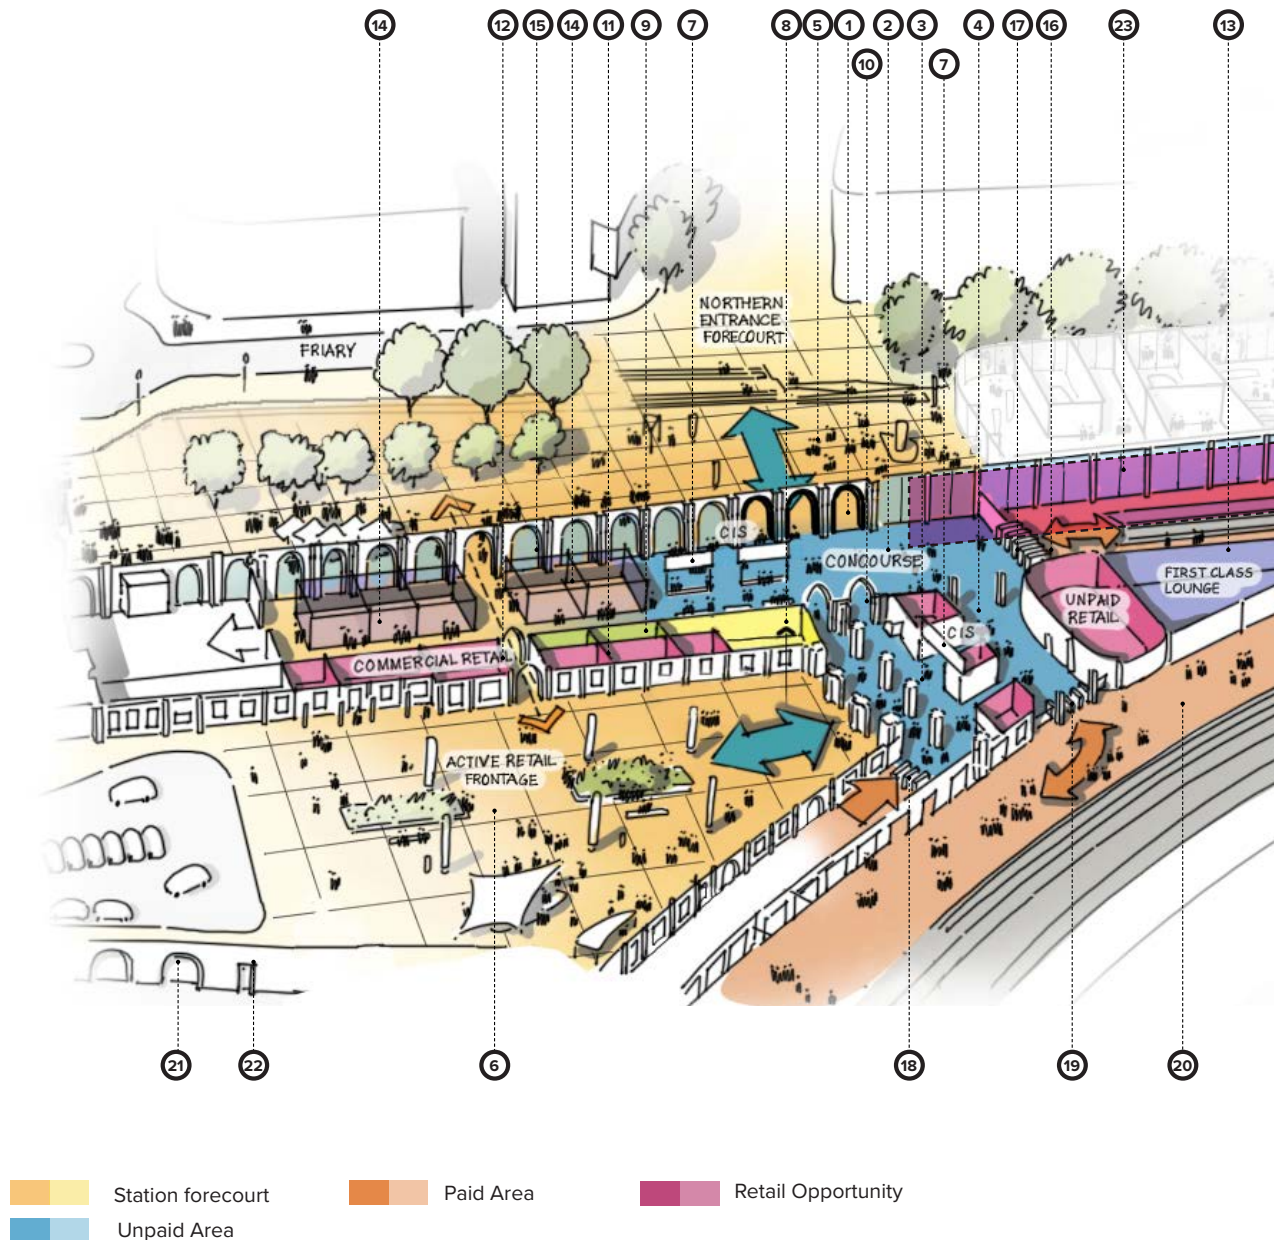 14 12 15 14 11 9 7 8 5 1 2 3 4 17 16 23 13
10 7
NORTHERN
ENTRANCE
FORECOURT
FRIARY
CIS
CONCOURSE
FIRST CLASS
LOUNGE
UNPAID
RETAIL
CIS
COMMERCIAL RETAIL
ACTIVE RETAIL
FRONTAGE
21 22 6 18 19 20
Station forecourt
Paid Area
Retail Opportunity
Unpaid Area